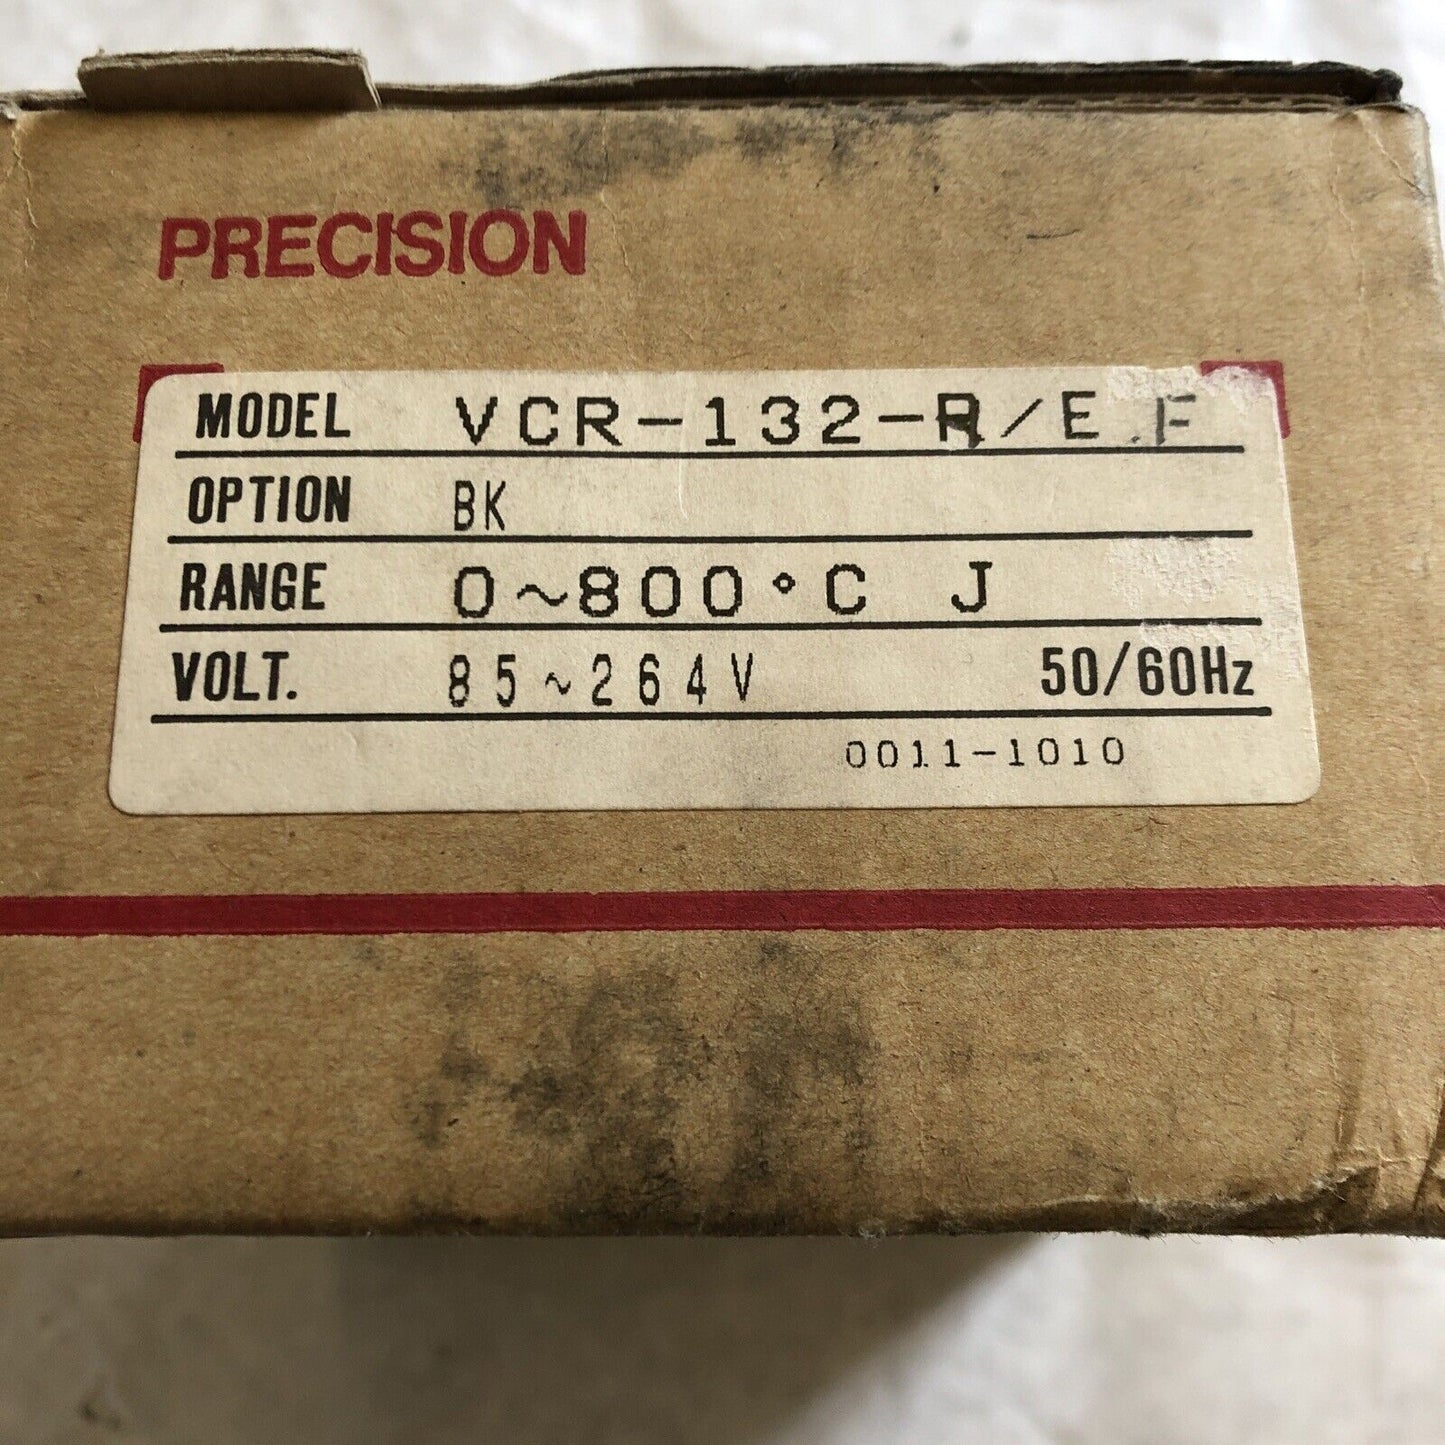 PRECISION
MODEL VCR-132-R/E F
OPTION BK
RANGE 0~800°C J
VOLT. 85~264V 50/60Hz
0011-1010